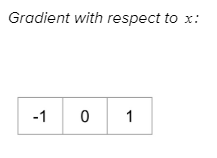 Gradient with respect to x:
-1 0 1